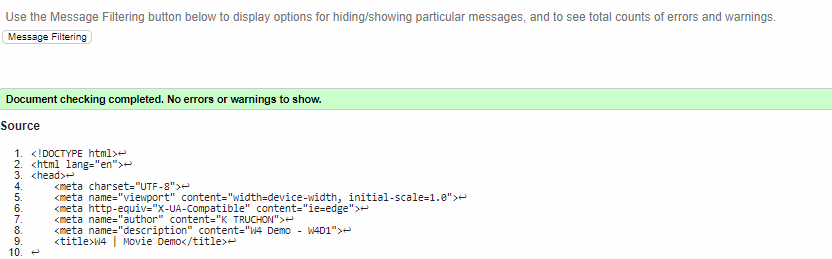 Use the Message Filtering button below to display options for hiding/showing particular messages, and to see total counts of errors and warnings.
Message Filtering
Document checking completed. No errors or warnings to show.
Source
1. <!DOCTYPE html>↩
2. <html lang="en">↩
3. <head>↩
4. <meta charset="UTF-8">↩
5. <meta name="viewport" content="width=device-width, initial-scale=1.0">↩
6. <meta http-equiv="X-UA-Compatible" content="ie=edge">↩
7. <meta name="author" content="K TRUCHON">↩
8. <meta name="description" content="W4 Demo - W4D1">↩
9. <title>W4 | Movie Demo</title>↩
10. ↩